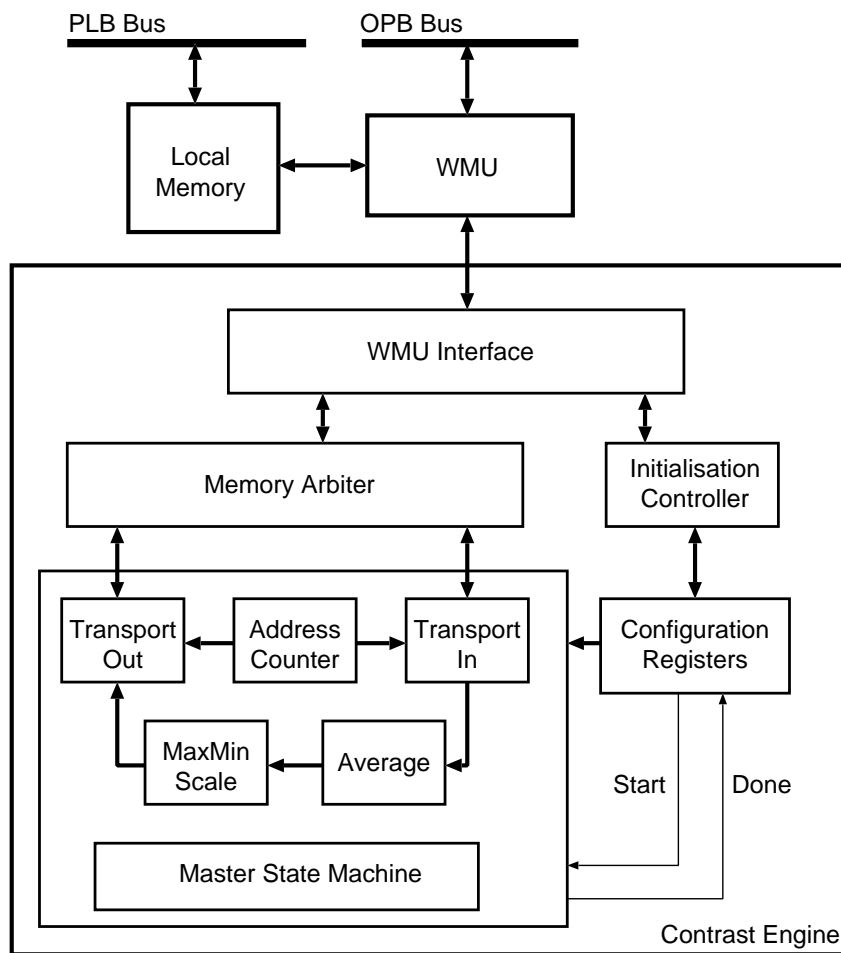 PLB Bus
OPB Bus
Local
Memory
WMU
WMU Interface
Memory Arbiter
Initialisation
Controller
Transport
Out
Address
Counter
Transport
In
Configuration
Registers
MaxMin
Scale
Average
Start
Done
Master State Machine
Contrast Engine